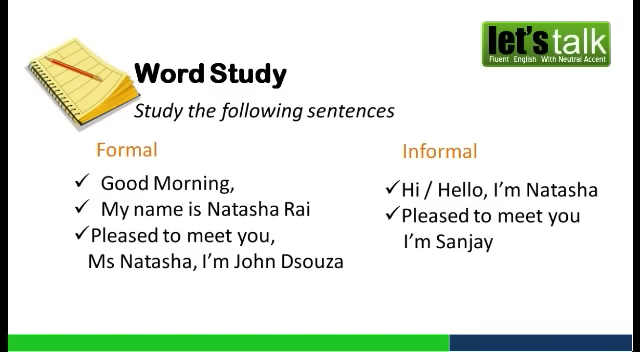 let's talk
Fluent English With Neutral Accent
Word Study
Study the following sentences
Formal
Good Morning,
My name is Natasha Rai
Pleased to meet you,
Ms Natasha, I'm John Dsouza
Informal
Hi / Hello, I'm Natasha
Pleased to meet you
I'm Sanjay